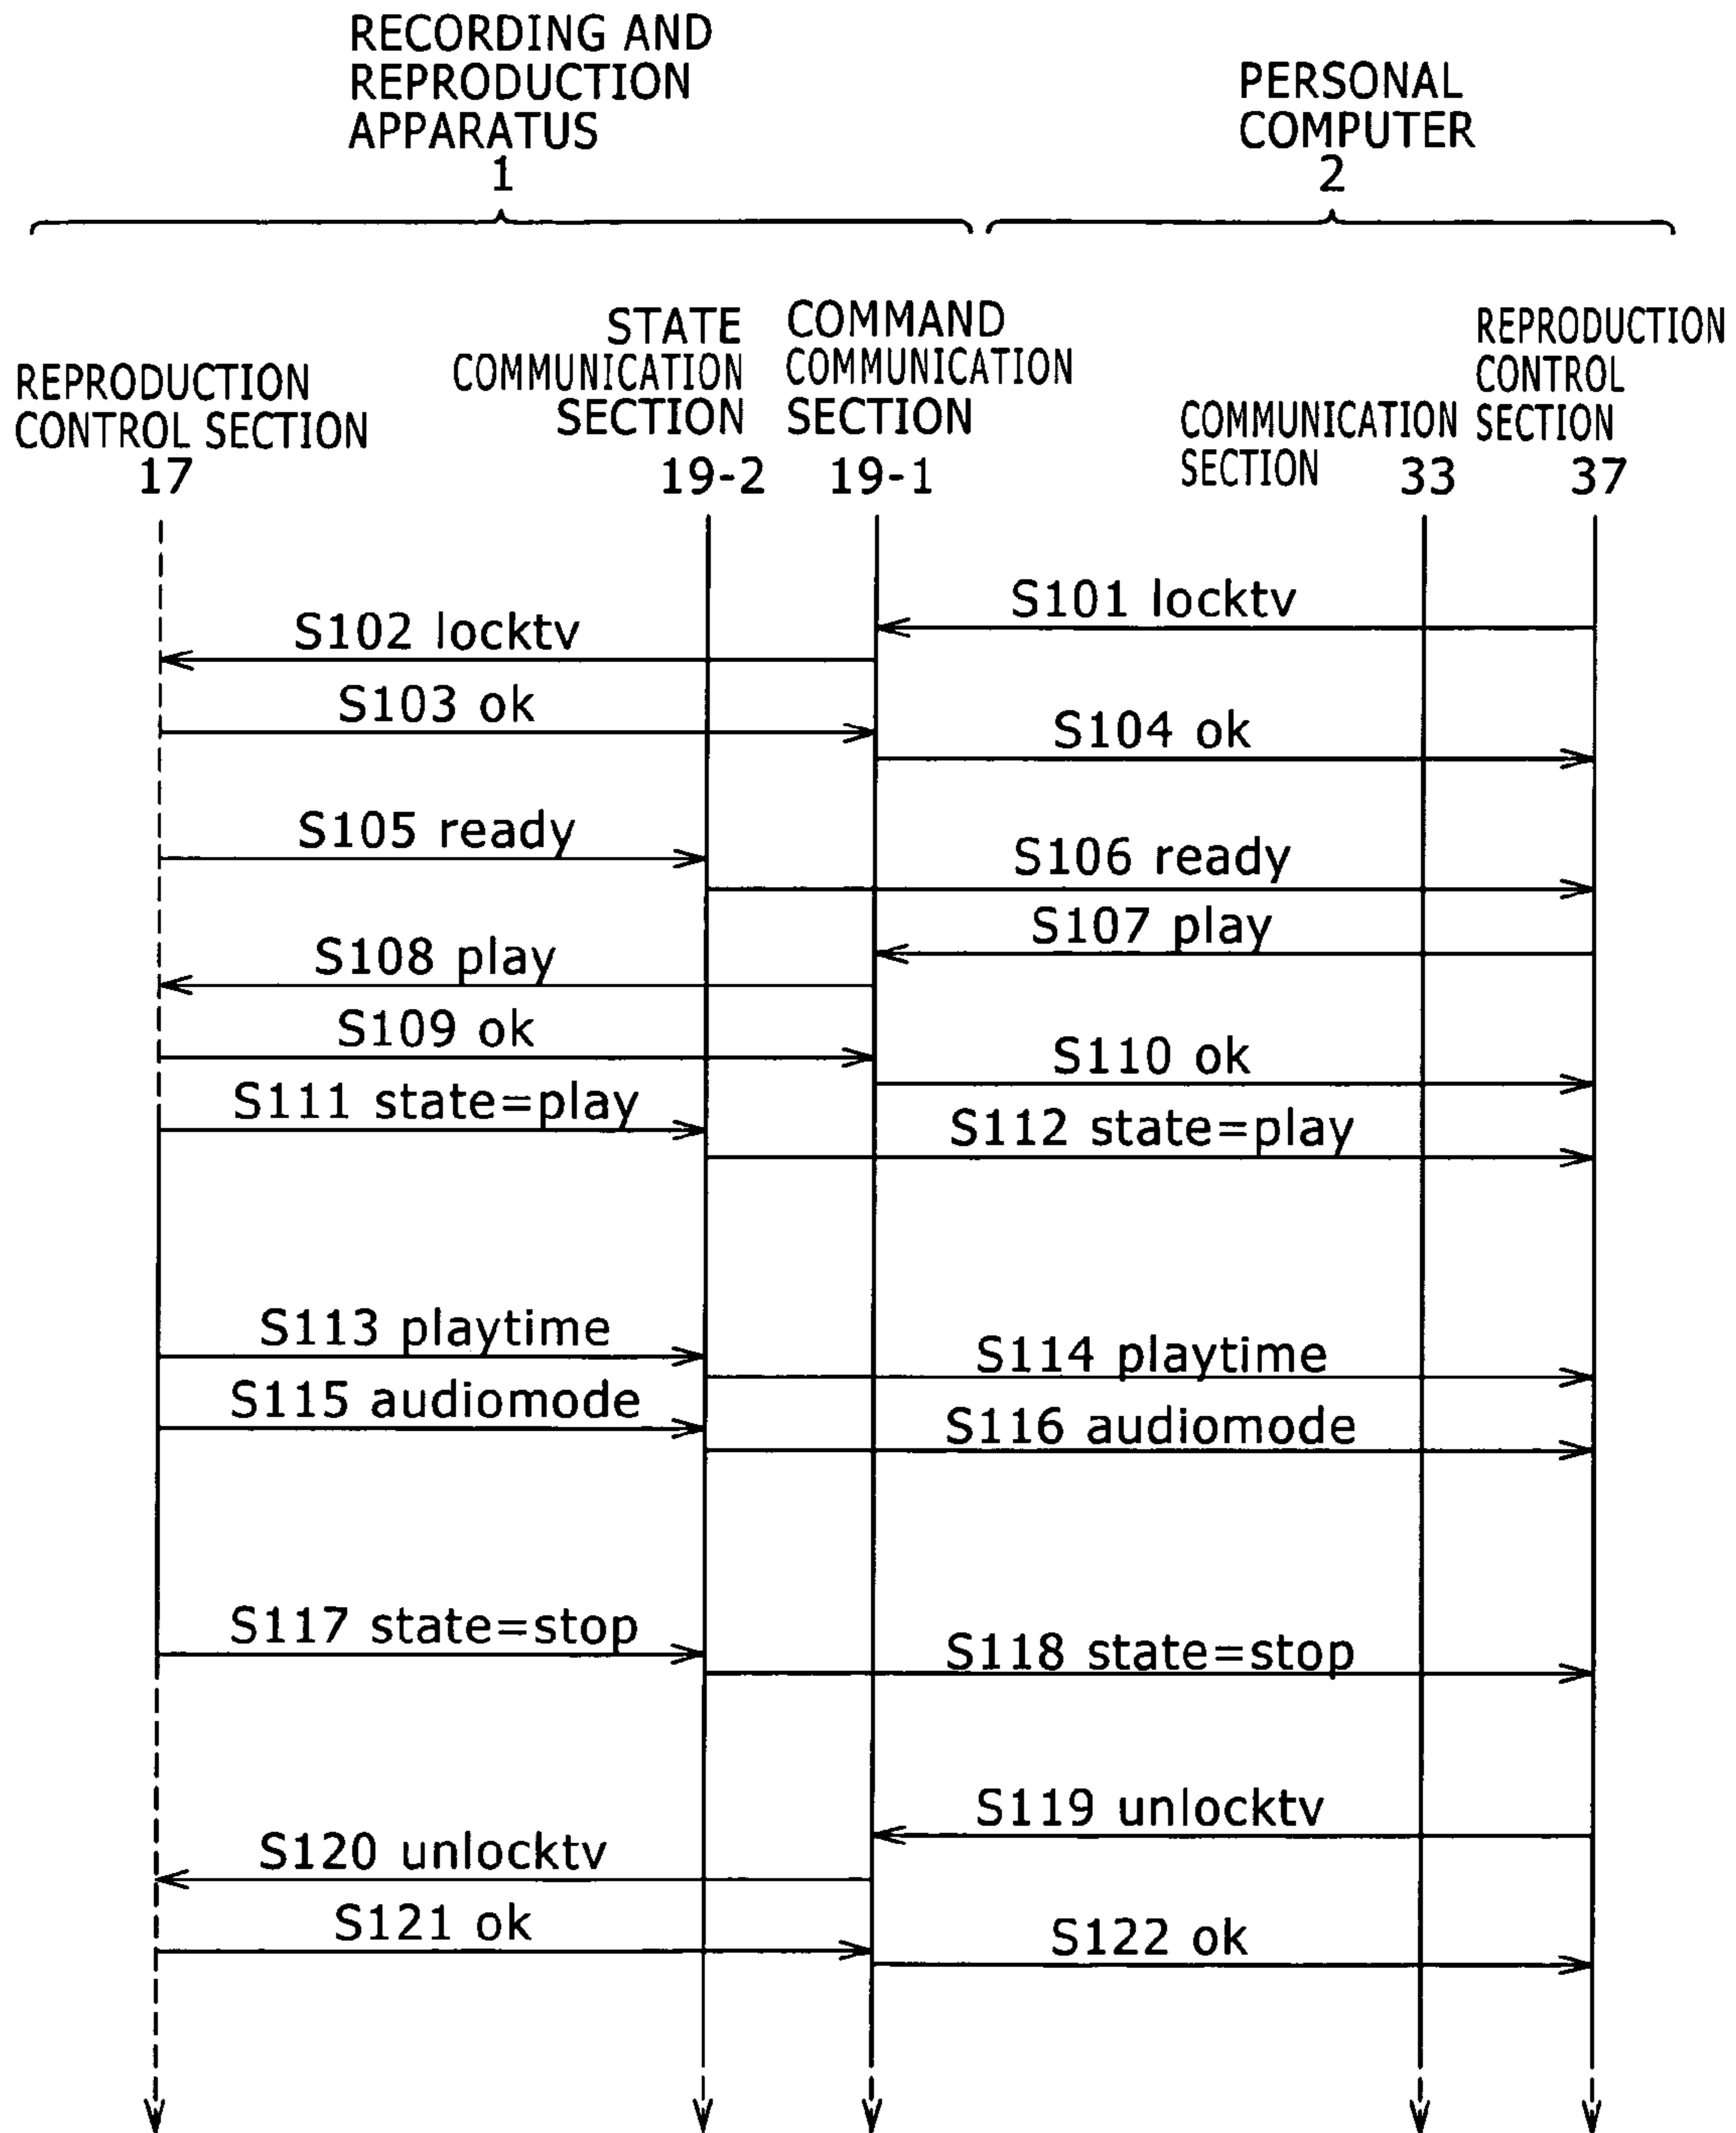 RECORDING AND
REPRODUCTION
APPARATUS
1
PERSONAL
COMPUTER
2
REPRODUCTION
CONTROL SECTION
17
STATE
COMMUNICATION
SECTION
19-2
COMMAND
COMMUNICATION
SECTION
19-1
COMMUNICATION
SECTION
33
REPRODUCTION
CONTROL
SECTION
37
S101 locktv
S102 locktv
S103 ok
S104 ok
S105 ready
S106 ready
S107 play
S108 play
S109 ok
S110 ok
S111 state=play
S112 state=play
S113 playtime
S114 playtime
S115 audiomode
S116 audiomode
S117 state=stop
S118 state=stop
S119 unlocktv
S120 unlocktv
S121 ok
S122 ok